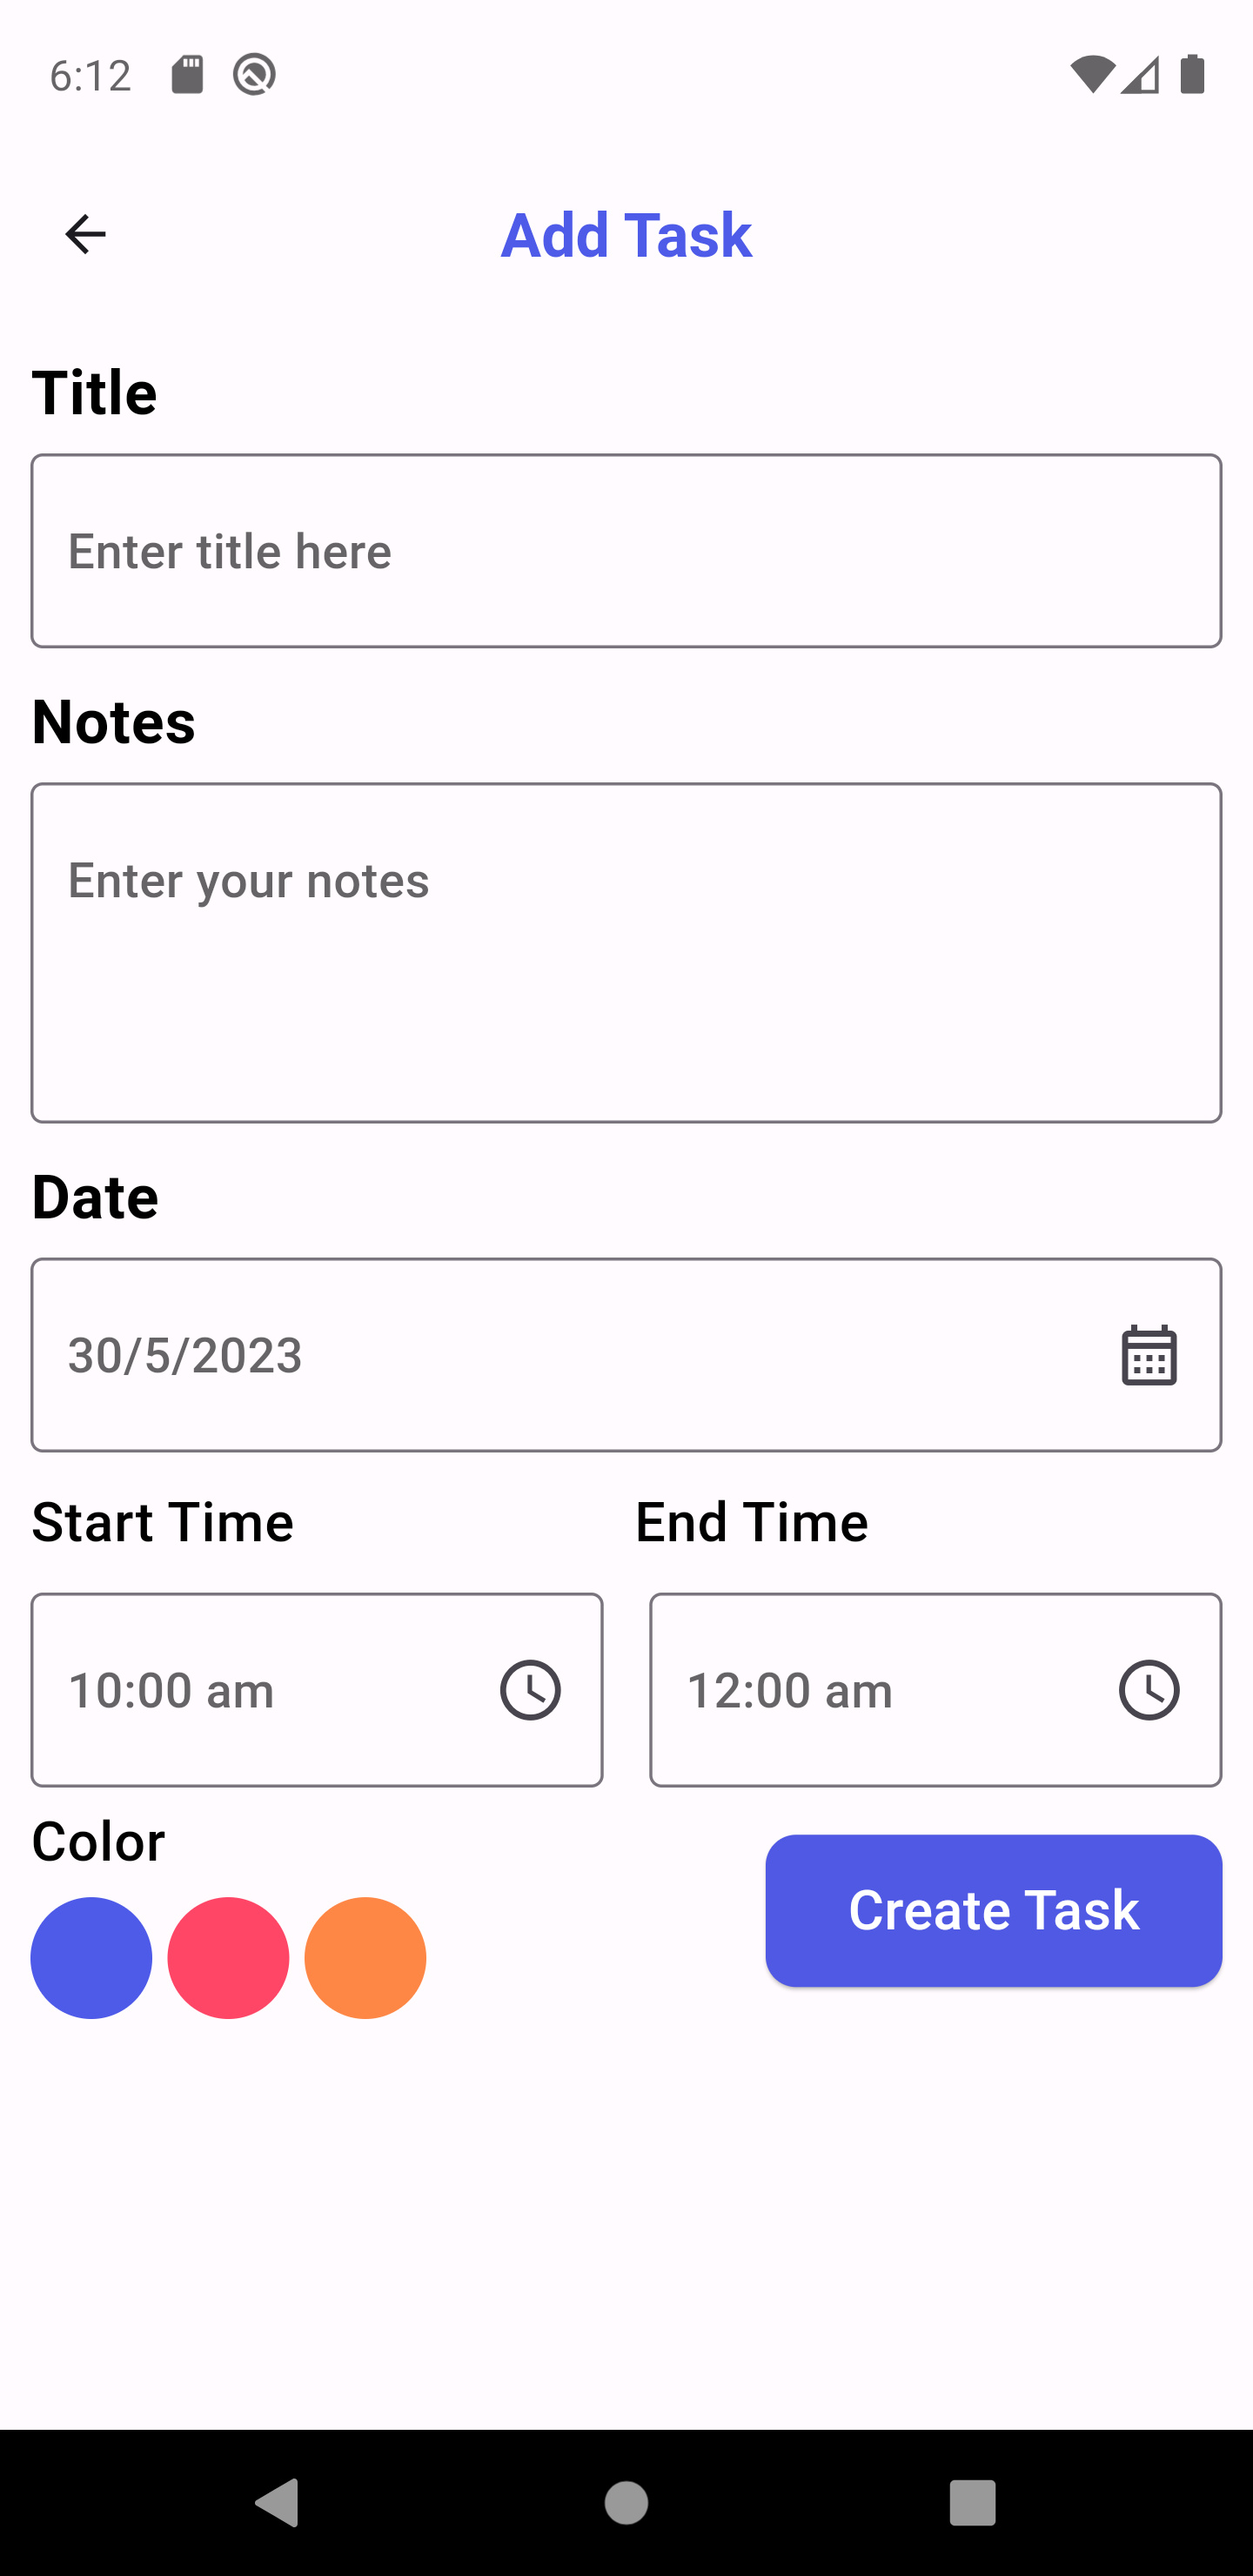 6:12
Add Task
Title
Enter title here
Notes
Enter your notes
Date
30/5/2023
Start Time End Time
10:00 am 12:00 am
Color
Create Task